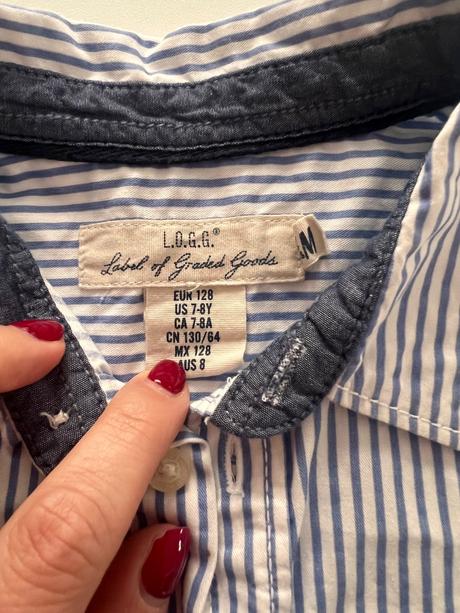 L.O.G.G.®
Label of Graded Goods
&M
EUR 128
US 7-8Y
CA 7-8A
CN 130/64
MX 128
AUS 8